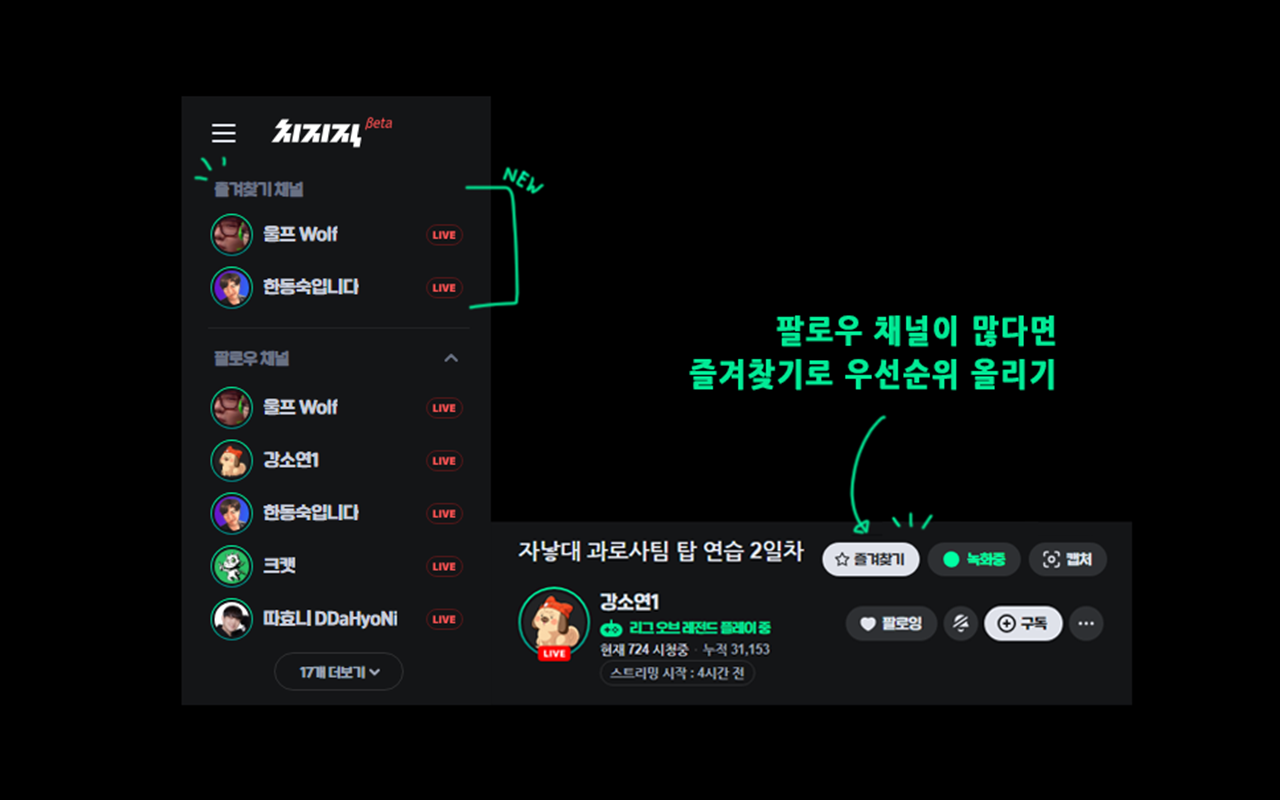 치지직 βeta
즐겨찾기 채널
NEW
울프 Wolf LIVE
한동숙입니다 LIVE
팔로우 채널
울프 Wolf LIVE
강소연1 LIVE
한동숙입니다 LIVE
크캣 LIVE
따효니 DDaHyoNi LIVE
17개 더보기
팔로우 채널이 많다면
즐겨찾기로 우선순위 올리기
자낳대 과로사팀 탑 연습 2일차
즐겨찾기 녹화중 캡처
강소연1
리그 오브 레전드 플레이 중
팔로잉 구독
현재 724 시청중 · 누적 31,153
LIVE
스트리밍 시작 : 4시간 전